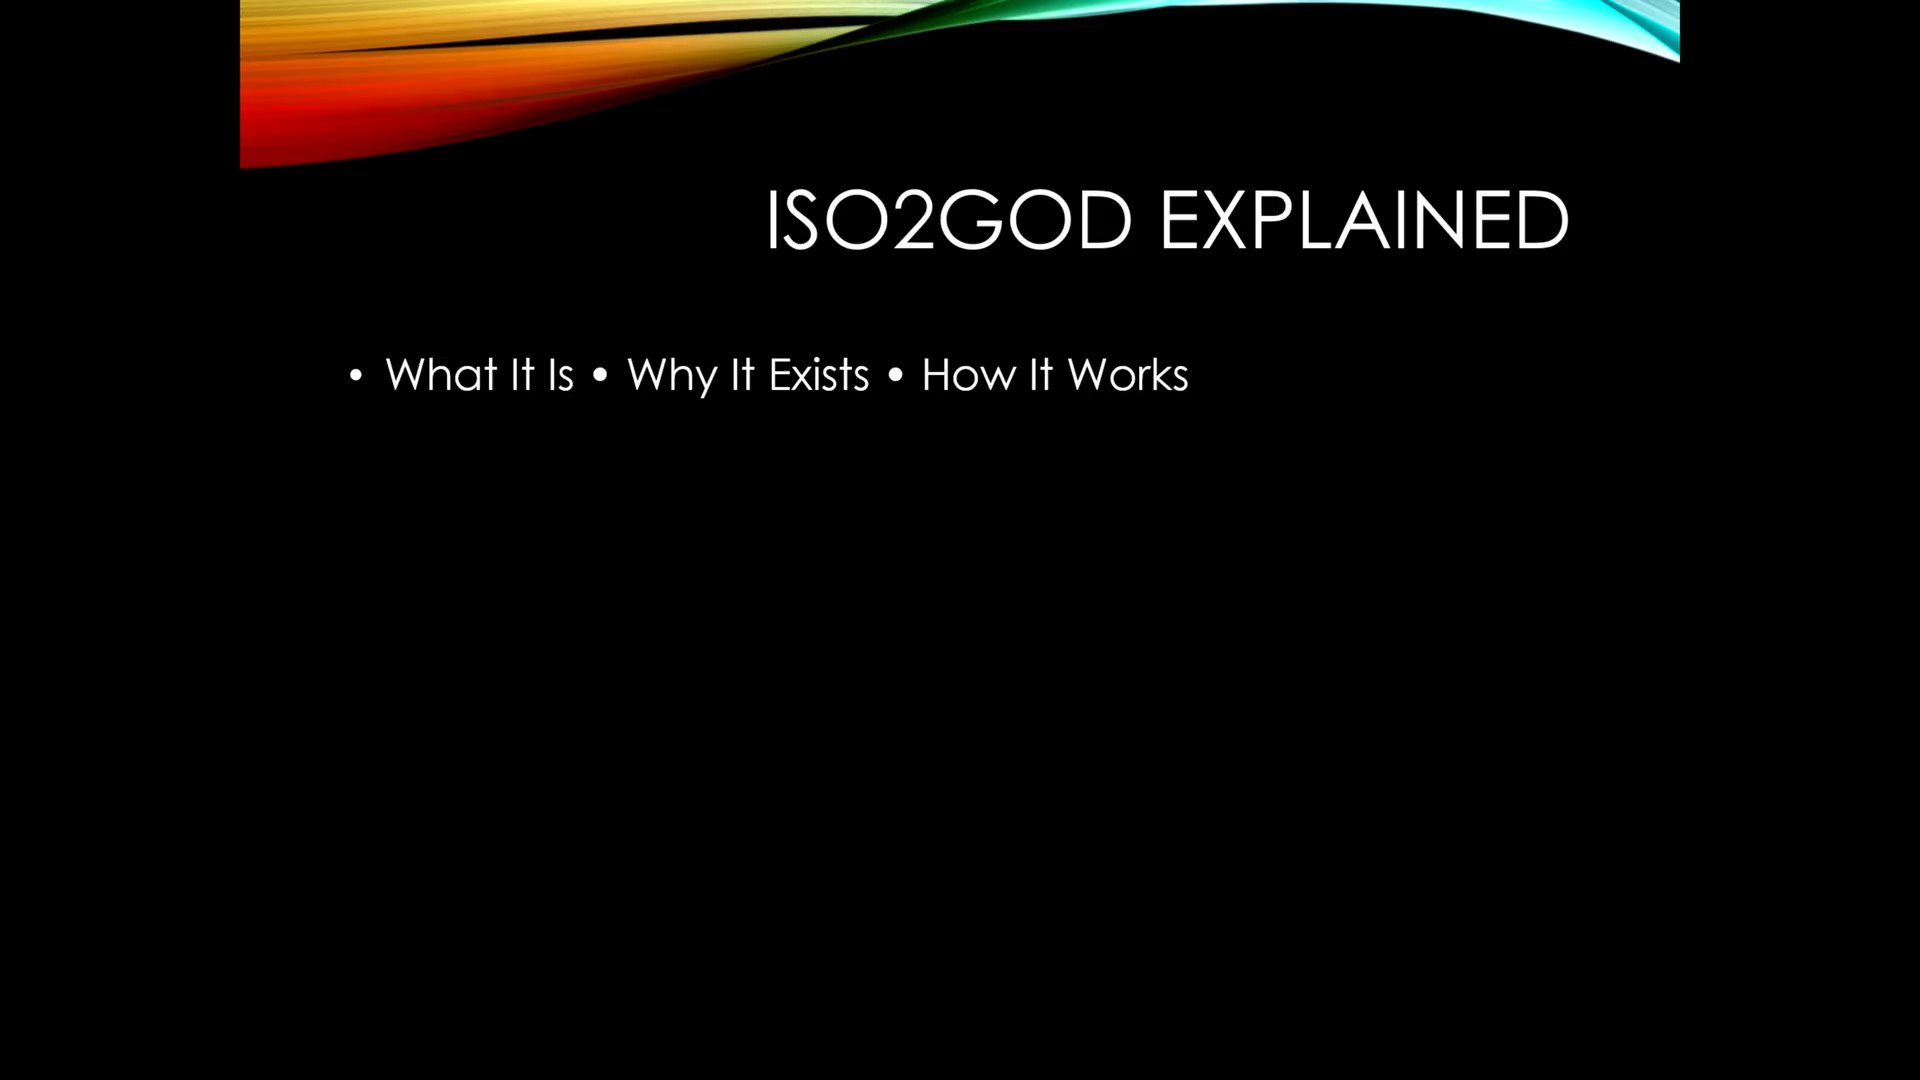 ISO2GOD EXPLAINED
• What It Is • Why It Exists • How It Works